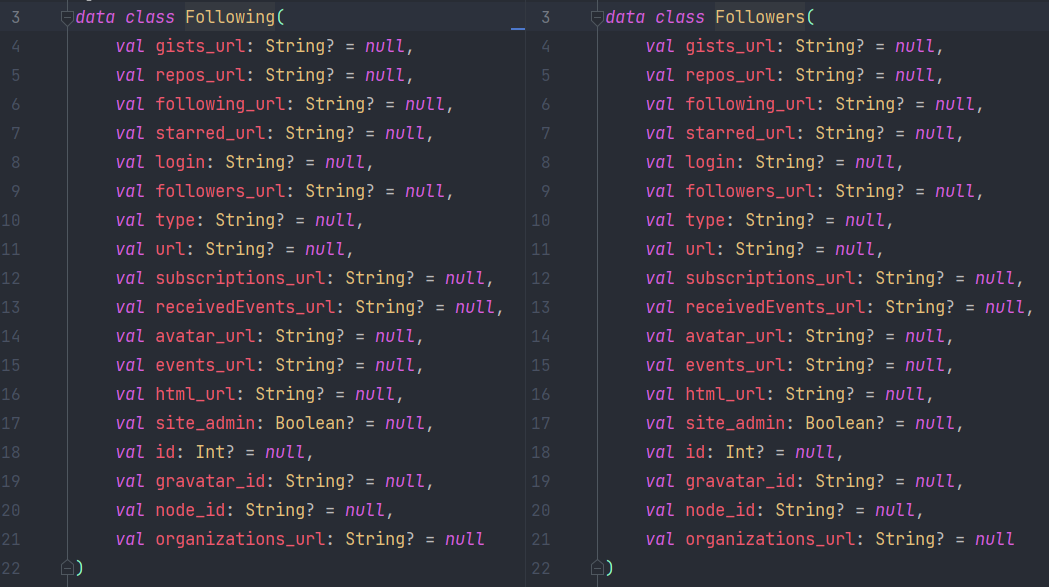 3 data class Following(
4 val gists_url: String? = null,
5 val repos_url: String? = null,
6 val following_url: String? = null,
7 val starred_url: String? = null,
8 val login: String? = null,
9 val followers_url: String? = null,
10 val type: String? = null,
11 val url: String? = null,
12 val subscriptions_url: String? = null,
13 val receivedEvents_url: String? = null,
14 val avatar_url: String? = null,
15 val events_url: String? = null,
16 val html_url: String? = null,
17 val site_admin: Boolean? = null,
18 val id: Int? = null,
19 val gravatar_id: String? = null,
20 val node_id: String? = null,
21 val organizations_url: String? = null
22 )
3 data class Followers(
4 val gists_url: String? = null,
5 val repos_url: String? = null,
6 val following_url: String? = null,
7 val starred_url: String? = null,
8 val login: String? = null,
9 val followers_url: String? = null,
10 val type: String? = null,
11 val url: String? = null,
12 val subscriptions_url: String? = null,
13 val receivedEvents_url: String? = null,
14 val avatar_url: String? = null,
15 val events_url: String? = null,
16 val html_url: String? = null,
17 val site_admin: Boolean? = null,
18 val id: Int? = null,
19 val gravatar_id: String? = null,
20 val node_id: String? = null,
21 val organizations_url: String? = null
22 )